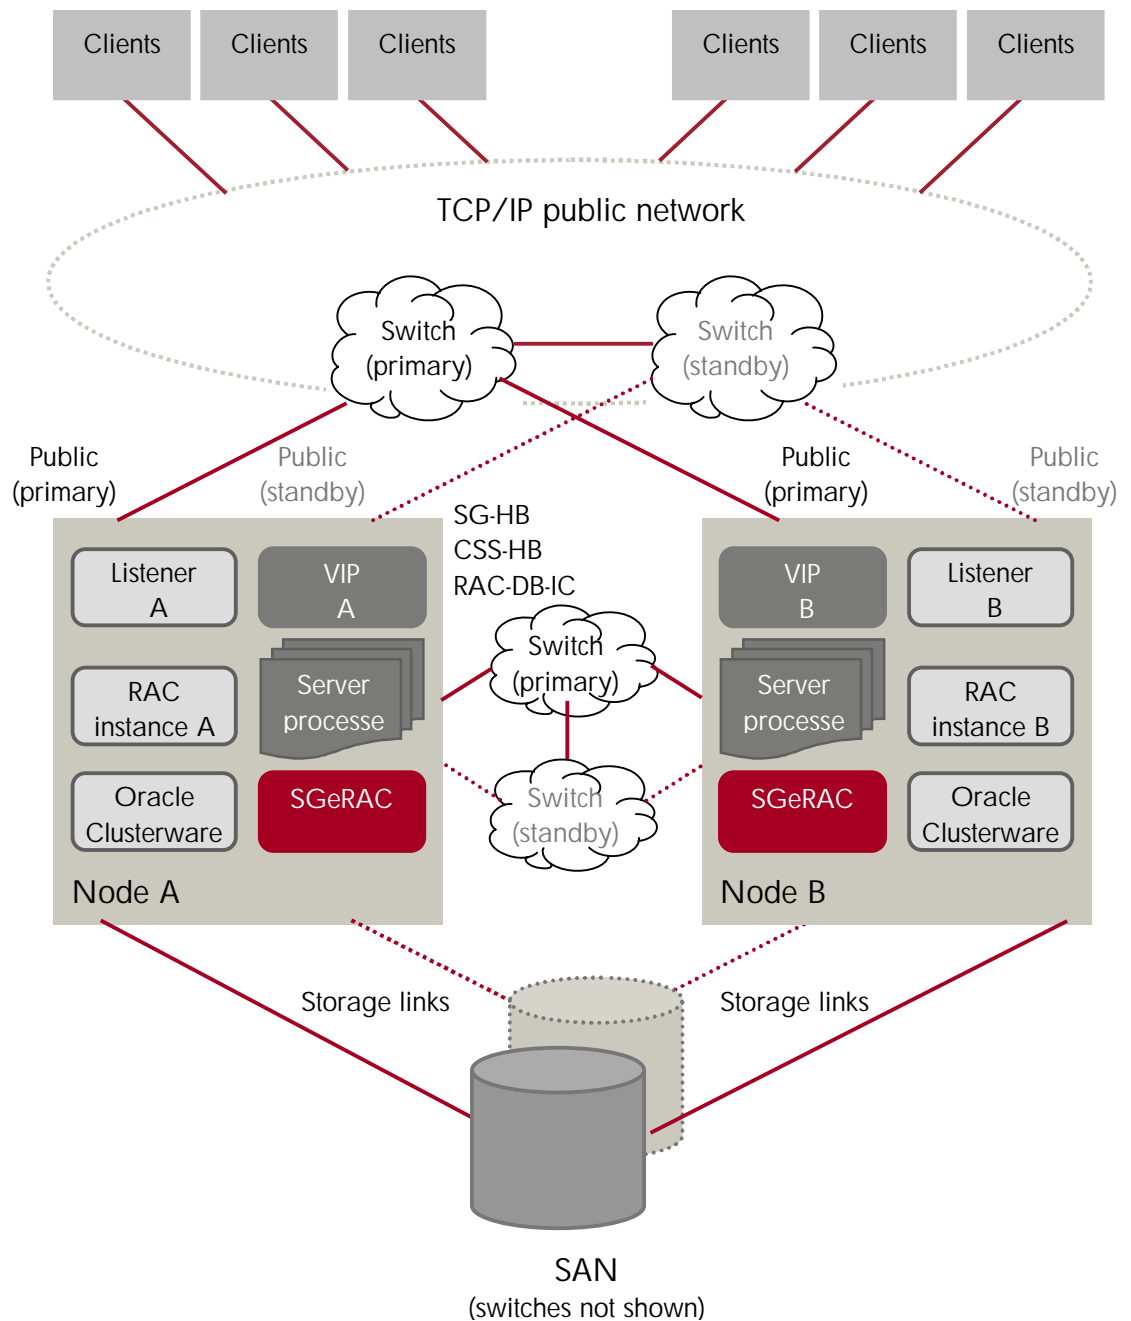 Clients
Clients
Clients
Clients
Clients
Clients
TCP/IP public network
Switch
(primary)
Switch
(standby)
Public
(primary)
Public
(standby)
Public
(primary)
Public
(standby)
SG-HB
CSS-HB
RAC-DB-IC
Listener
A
VIP
A
RAC
instance A
Server
processe
Oracle
Clusterware
SGeRAC
Node A
Switch
(primary)
Switch
(standby)
VIP
B
Listener
B
Server
processe
RAC
instance B
SGeRAC
Oracle
Clusterware
Node B
Storage links
Storage links
SAN
(switches not shown)